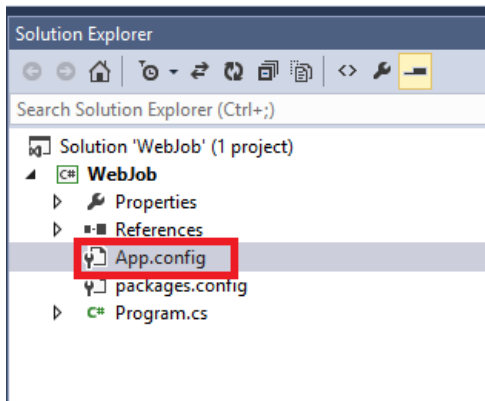 Solution Explorer
Search Solution Explorer (Ctrl+;)
Solution 'WebJob' (1 project)
C# WebJob
Properties
References
App.config
packages.config
C# Program.cs